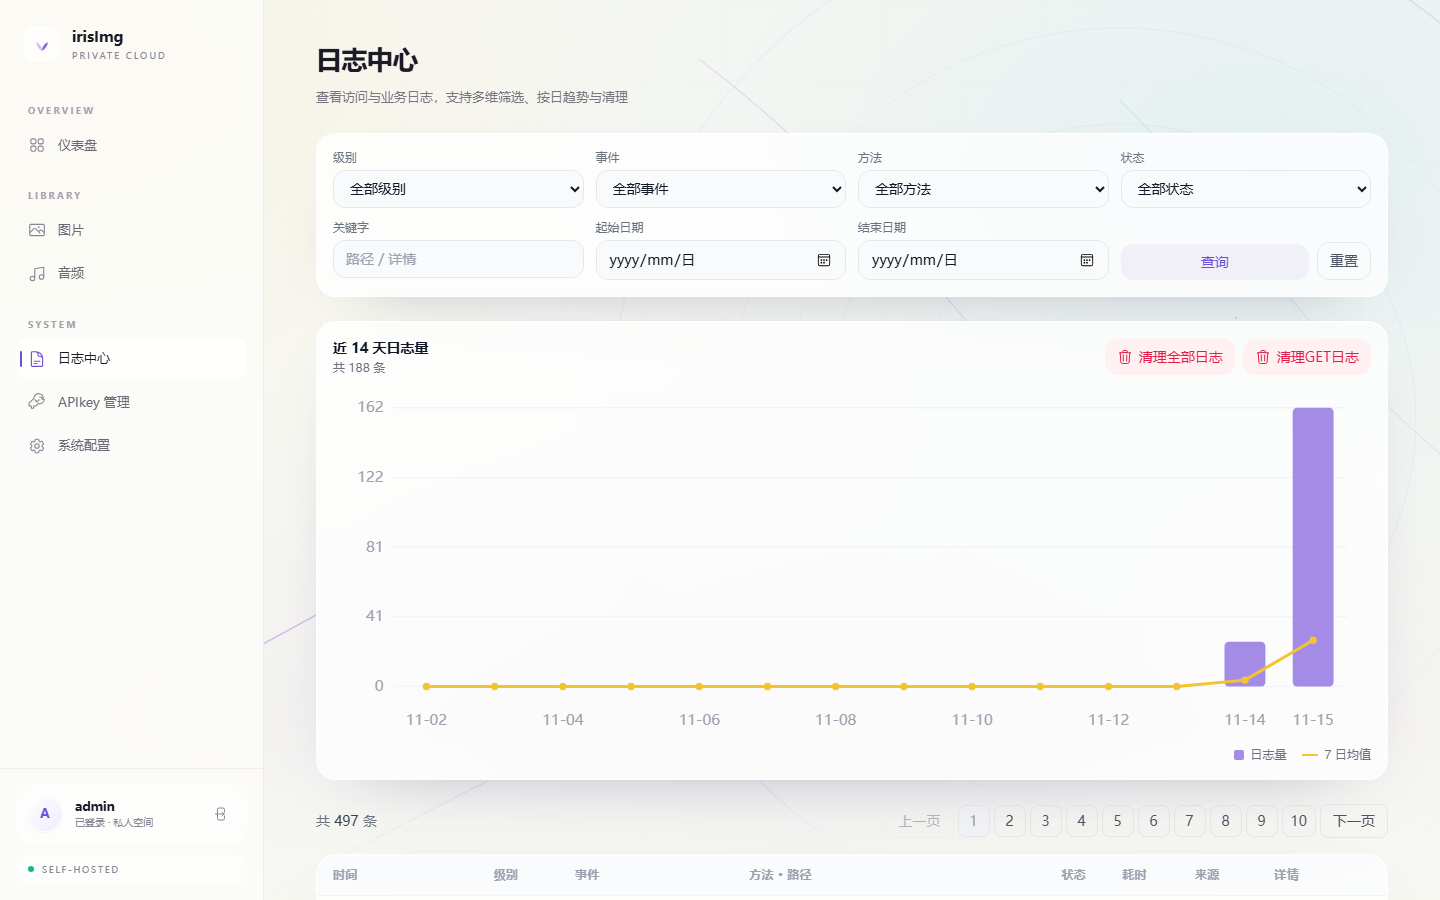 irisImg
PRIVATE CLOUD
OVERVIEW
仪表盘
LIBRARY
图片
音频
SYSTEM
日志中心
APIkey 管理
系统配置
A
admin
已登录 · 私人空间
SELF-HOSTED
日志中心
查看访问与业务日志，支持多维筛选、按日趋势与清理
级别 事件 方法 状态
全部级别 全部事件 全部方法 全部状态
关键字 起始日期 结束日期
路径 / 详情 yyyy/mm/日 yyyy/mm/日 查询 重置
近 14 天日志量
共 188 条
清理全部日志 清理GET日志
162
122
81
41
0
11-02 11-04 11-06 11-08 11-10 11-12 11-14 11-15
日志量 7 日均值
共 497 条 上一页 1 2 3 4 5 6 7 8 9 10 下一页
时间 级别 事件 方法 · 路径 状态 耗时 来源 详情